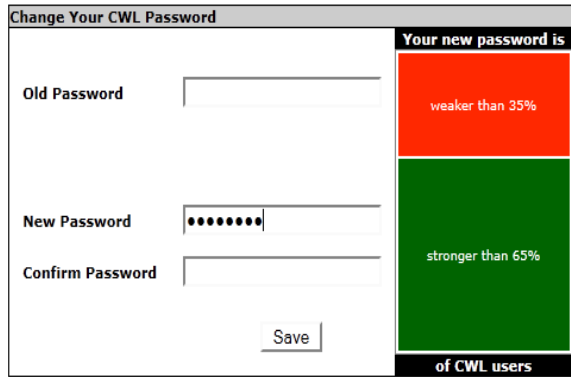 Change Your CWL Password
Your new password is
Old Password
weaker than 35%
New Password
••••••••
stronger than 65%
Confirm Password
Save
of CWL users